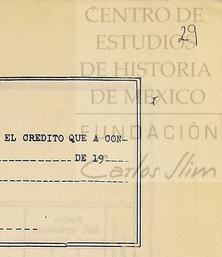 CENTRO DE
ESTUDIOS
DE HISTORIA
DE MEXICO
29
FUNDACIÓN
EL CREDITO QUE A CON-
DE 19
Carlos Slim